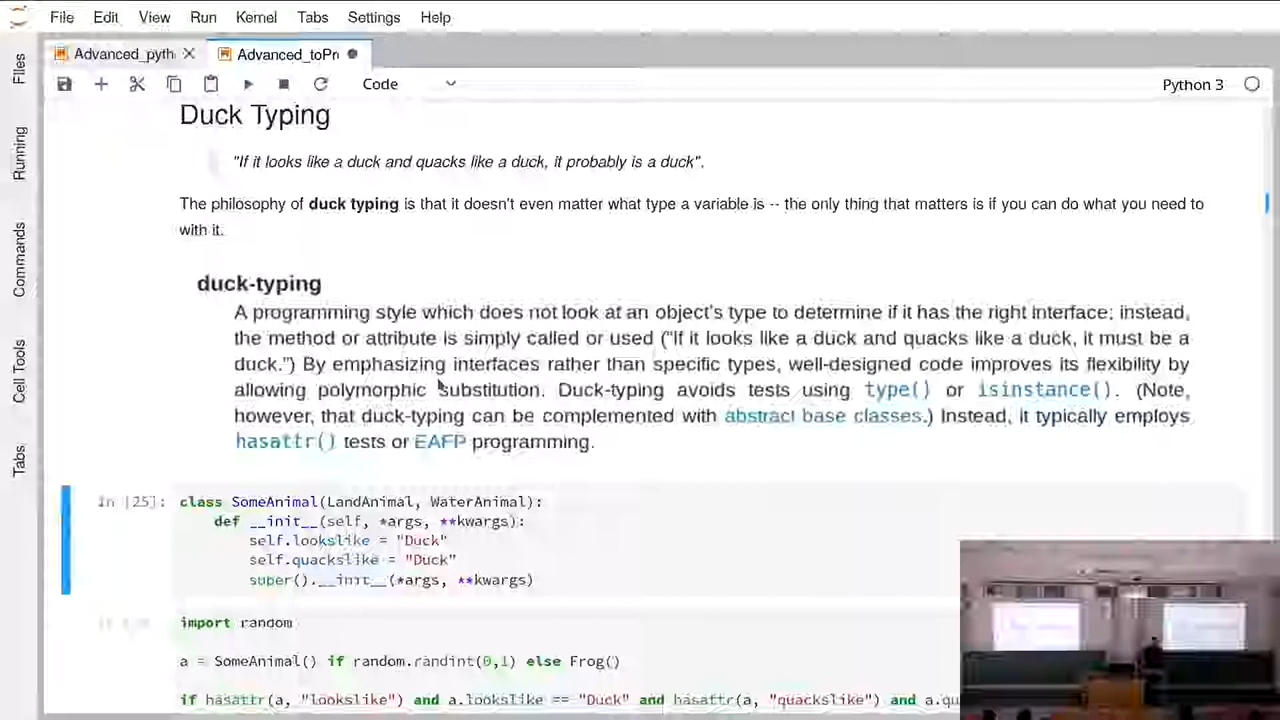 File Edit View Run Kernel Tabs Settings Help
Files
Running
Commands
Cell Tools
Tabs
Advanced_pyth
Advanced_toPr
Code
Python 3
Duck Typing
"If it looks like a duck and quacks like a duck, it probably is a duck".
The philosophy of duck typing is that it doesn't even matter what type a variable is -- the only thing that matters is if you can do what you need to
with it.
duck-typing
A programming style which does not look at an object's type to determine if it has the right interface; instead,
the method or attribute is simply called or used ("If it looks like a duck and quacks like a duck, it must be a
duck.") By emphasizing interfaces rather than specific types, well-designed code improves its flexibility by
allowing polymorphic substitution. Duck-typing avoids tests using type() or isinstance(). (Note,
however, that duck-typing can be complemented with abstract base classes.) Instead, it typically employs
hasattr() tests or EAFP programming.
In [25]: class SomeAnimal(LandAnimal, WaterAnimal):
def __init__(self, *args, **kwargs):
self.lookslike = "Duck"
self.quackslike = "Duck"
super().__init__(*args, **kwargs)
import random
a = SomeAnimal() if random.randint(0,1) else Frog()
if hasattr(a, "lookslike") and a.lookslike == "Duck" and hasattr(a, "quackslike") and a.qu